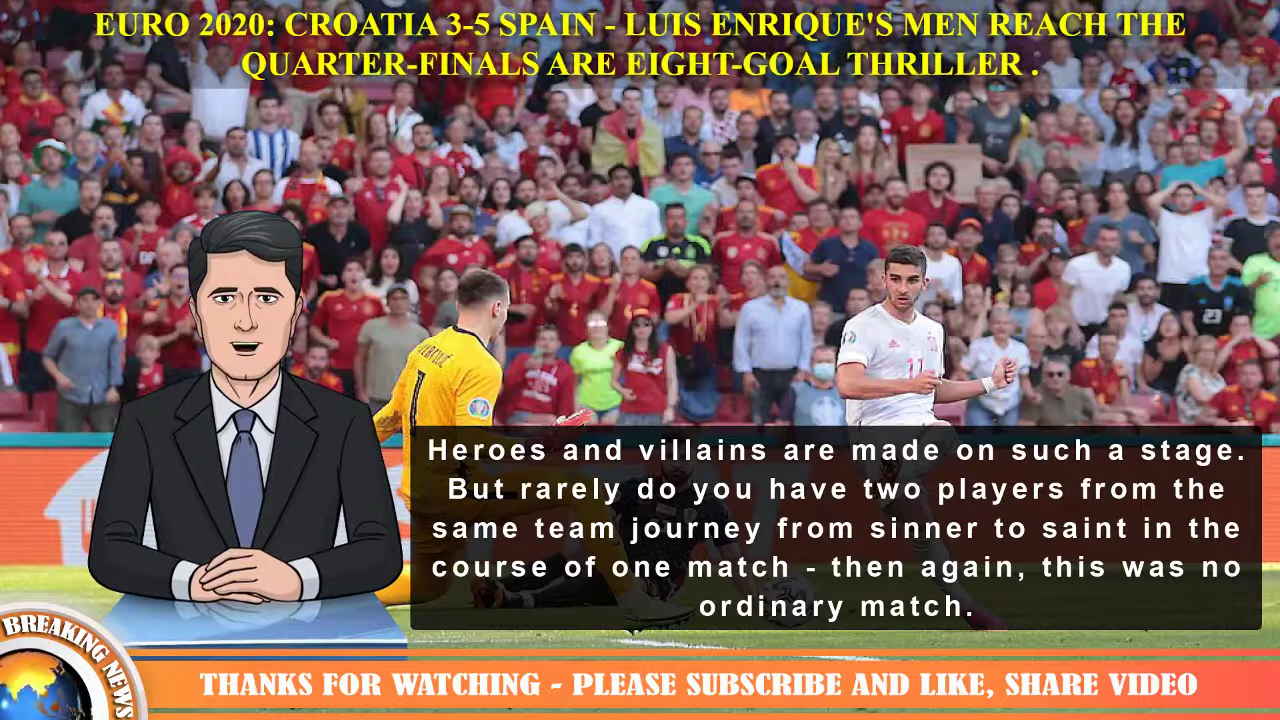 EURO 2020: CROATIA 3-5 SPAIN - LUIS ENRIQUE'S MEN REACH THE
QUARTER-FINALS ARE EIGHT-GOAL THRILLER .
1
11
23
Heroes and villains are made on such a stage.
But rarely do you have two players from the
same team journey from sinner to saint in the
course of one match - then again, this was no
ordinary match.
BREAKING NEWS
THANKS FOR WATCHING - PLEASE SUBSCRIBE AND LIKE, SHARE VIDEO